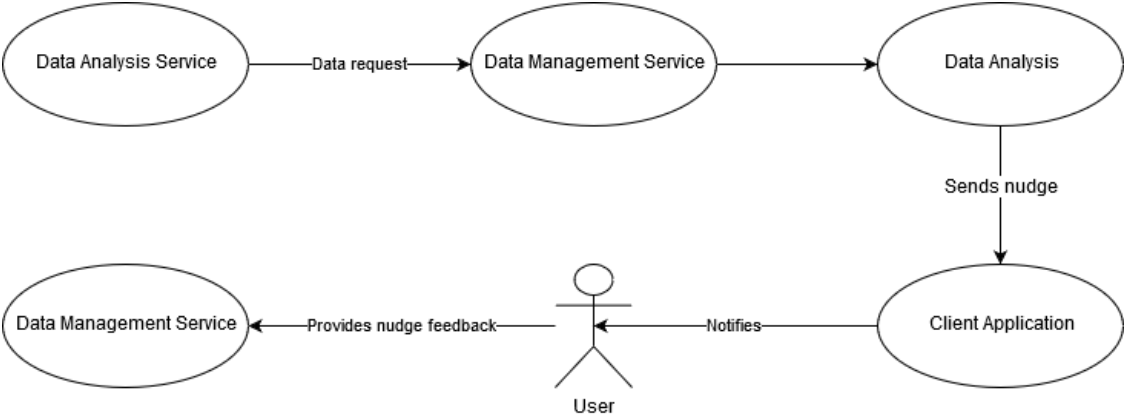 Data Analysis Service
Data request
Data Management Service
Data Analysis
Sends nudge
Client Application
Notifies
User
Provides nudge feedback
Data Management Service